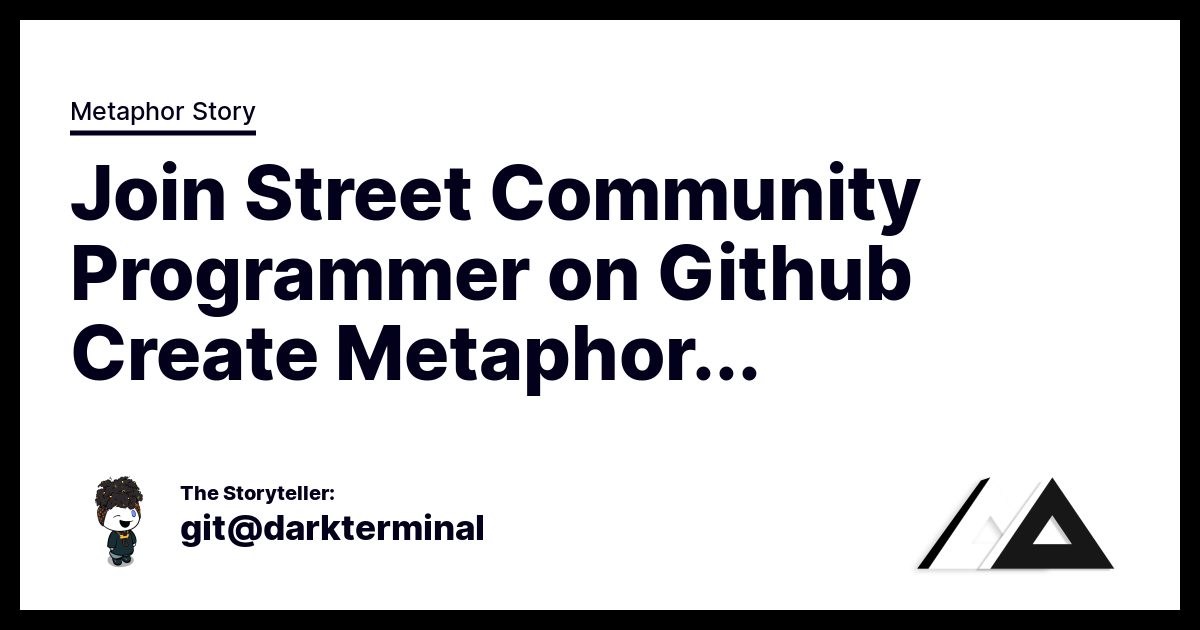 Metaphor Story
Join Street Community
Programmer on Github
Create Metaphor...
The Storyteller:
git@darkterminal